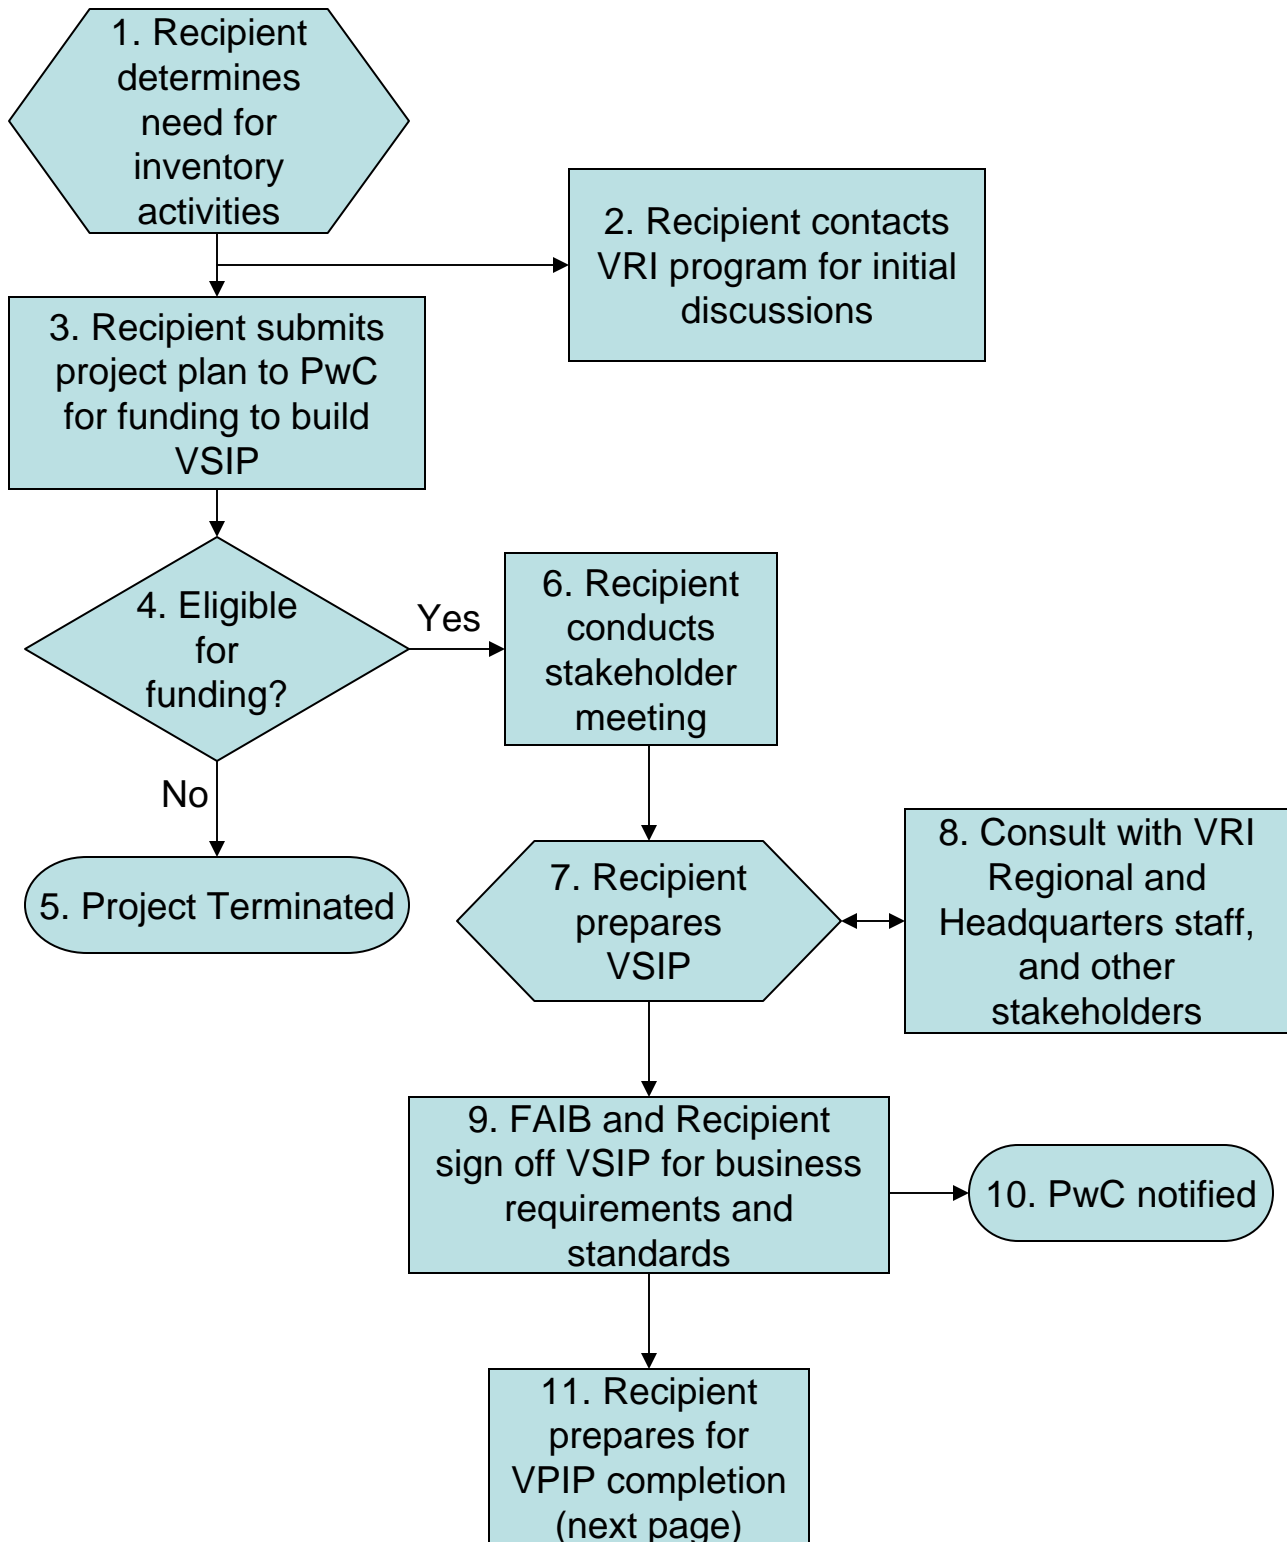 1. Recipient
determines
need for
inventory
activities
2. Recipient contacts
VRI program for initial
discussions
3. Recipient submits
project plan to PwC
for funding to build
VSIP
4. Eligible
for
funding?
Yes
No
5. Project Terminated
6. Recipient
conducts
stakeholder
meeting
7. Recipient
prepares
VSIP
8. Consult with VRI
Regional and
Headquarters staff,
and other
stakeholders
9. FAIB and Recipient
sign off VSIP for business
requirements and
standards
10. PwC notified
11. Recipient
prepares for
VPIP completion
(next page)